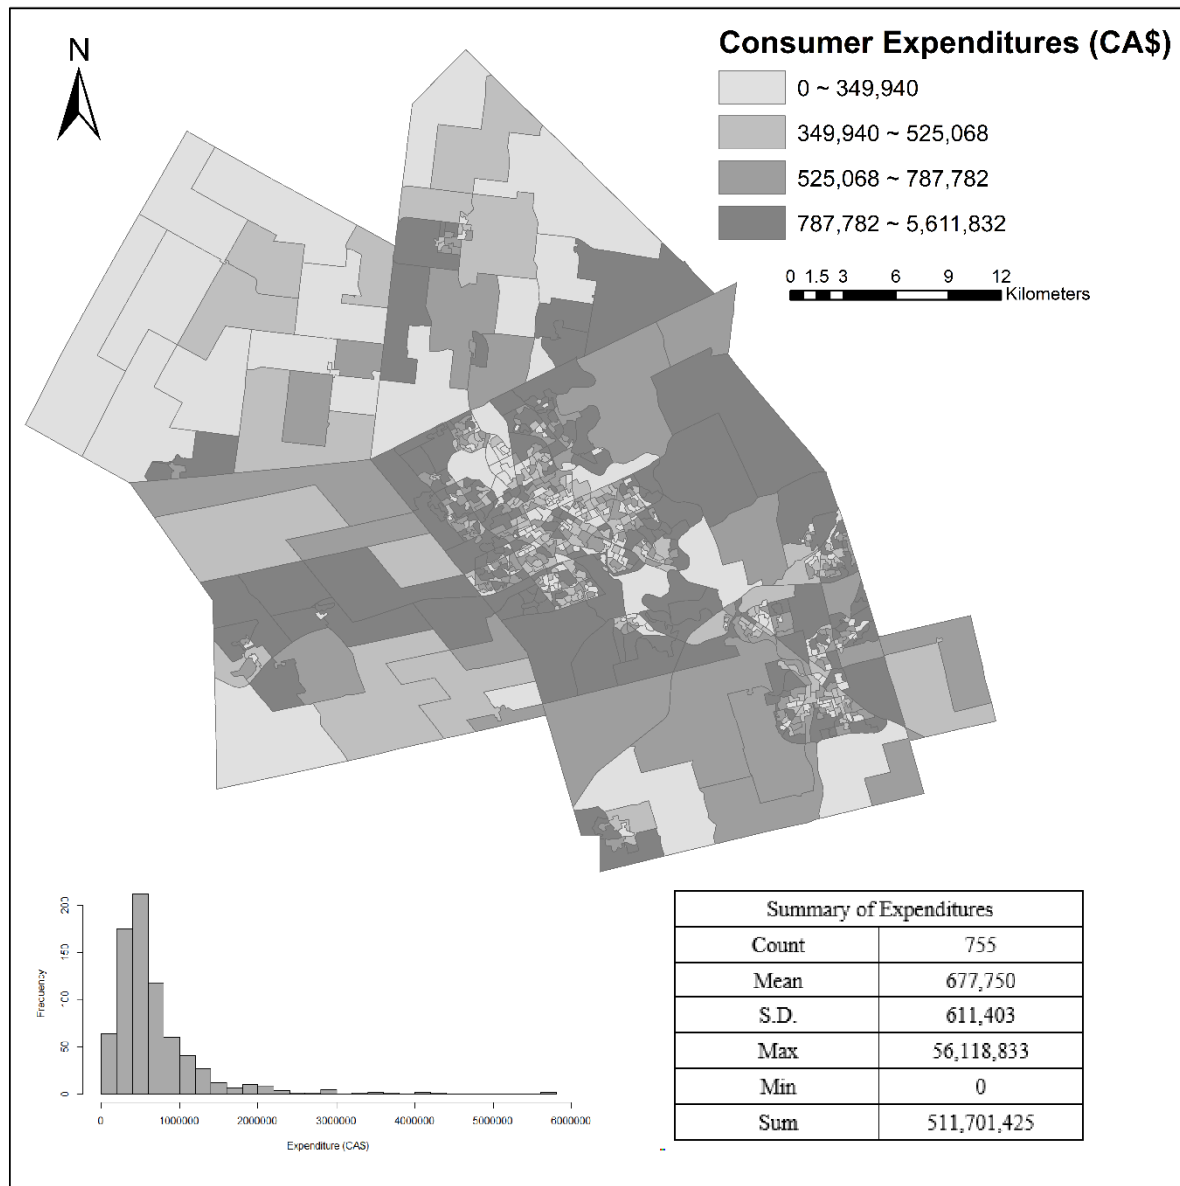 N
Consumer Expenditures (CA$)
0 ~ 349,940
349,940 ~ 525,068
525,068 ~ 787,782
787,782 ~ 5,611,832
0 1.5 3 6 9 12
Kilometers
200
150
100
50
0
Frequency
0 1000000 2000000 3000000 4000000 5000000 6000000
Expenditure (CA$)
Summary of Expenditures
Count 755
Mean 677,750
S.D. 611,403
Max 56,118,833
Min 0
Sum 511,701,425